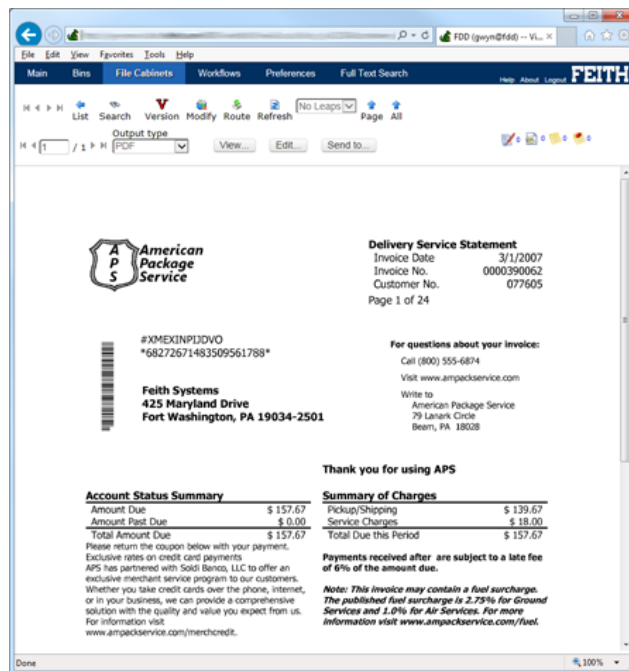 FDD (gwyn@fdd) -- Vi...
File Edit View Favorites Tools Help
Main Bins File Cabinets Workflows Preferences Full Text Search Help About Logout FEITH
List Search Version Modify Route Refresh No Leaps Page All
Output type
1 / 1 PDF View... Edit... Send to...
APS
American
Package
Service
Delivery Service Statement
Invoice Date 3/1/2007
Invoice No. 0000390062
Customer No. 077605
Page 1 of 24
#XMEXINPIJDVO
*68272671483509561788*
Feith Systems
425 Maryland Drive
Fort Washington, PA 19034-2501
For questions about your invoice:
Call (800) 555-6874
Visit www.ampackservice.com
Write to
American Package Service
79 Lanark Circle
Bearn, PA 18028
Thank you for using APS
Account Status Summary
Amount Due $ 157.67
Amount Past Due $ 0.00
Total Amount Due $ 157.67
Please return the coupon below with your payment.
Exclusive rates on credit card payments
APS has partnered with Soldi Banco, LLC to offer an
exclusive merchant service program to our customers.
Whether you take credit cards over the phone, internet,
or in your business, we can provide a comprehensive
solution with the quality and value you expect from us.
For information visit
www.ampackservice.com/merchcredit.
Summary of Charges
Pickup/Shipping $ 139.67
Service Charges $ 18.00
Total Due this Period $ 157.67
Payments received after are subject to a late fee
of 6% of the amount due.
Note: This invoice may contain a fuel surcharge.
The published fuel surcharge is 2.75% for Ground
Services and 1.0% for Air Services. For more
information visit www.ampackservice.com/fuel.
Done 100%